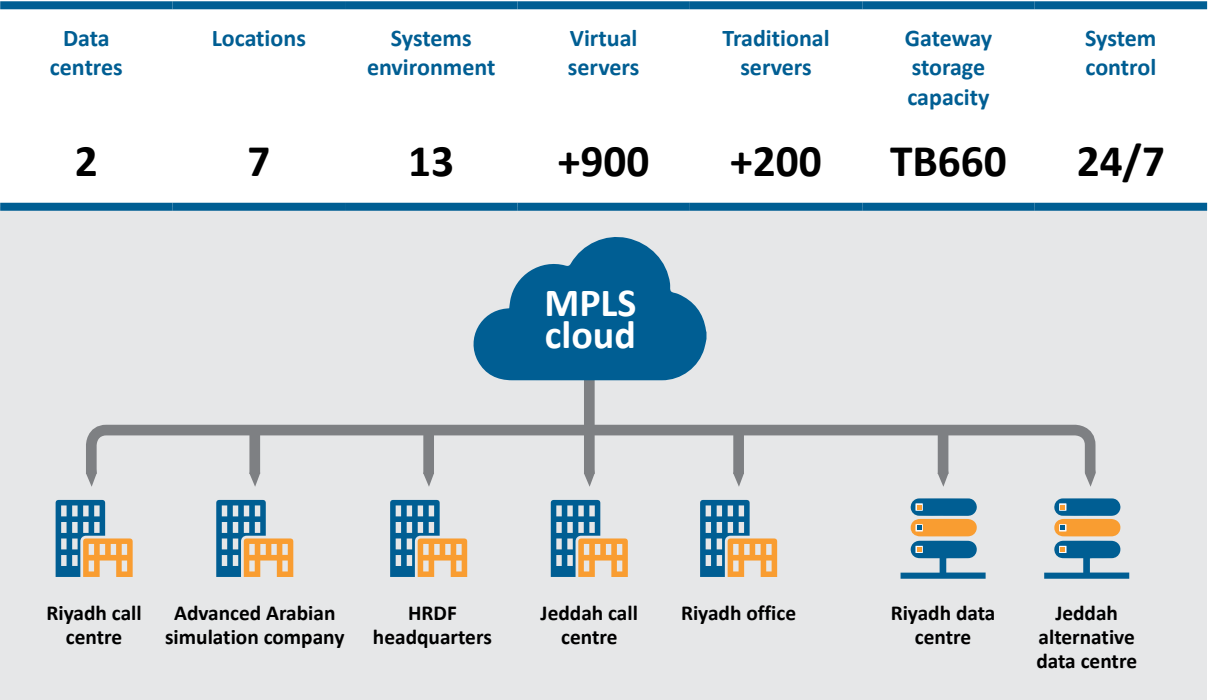 Data
centres
Locations
Systems
environment
Virtual
servers
Traditional
servers
Gateway
storage
capacity
System
control
2
7
13
+900
+200
TB660
24/7
MPLS
cloud
Riyadh call
centre
Advanced Arabian
simulation company
HRDF
headquarters
Jeddah call
centre
Riyadh office
Riyadh data
centre
Jeddah
alternative
data centre